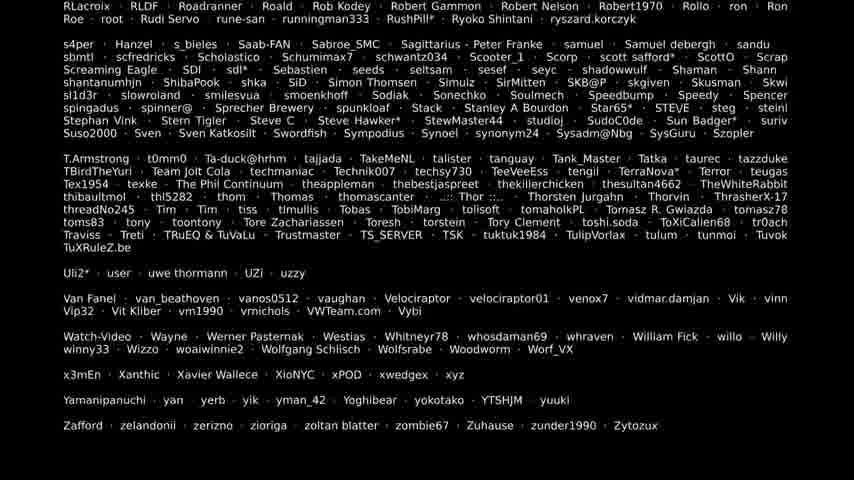 RLacroix · RLDF · Roadranner · Roald · Rob Kodey · Robert Gammon · Robert Nelson · Robert1970 · Rollo · ron · Ron
Roe · root · Rudi Servo · rune-san · runningman333 · RushPill* · Ryoko Shintani · ryszard.korczyk
s4per · Hanzel · s_bieles · Saab-FAN · Sabroe_SMC · Sagittarius · Peter Franke · samuel · Samuel debergh · sandu
sbmtl · scfredricks · Scholastico · Schumimax7 · schwantz034 · Scooter_1 · Scorp · scott safford* · ScottO · Scrap
Screaming Eagle · SDI · sdl* · Sebastien · seeds · seltsam · sesef · seyc · shadowwulf · Shaman · Shann
shantanumhjn · ShibaPook · shka · SiD · Simon Thomsen · Simulz · SirMitten · SKB@P · skgiven · Skusman · Skwi
sl1d3r · slowroland · smilesvua · smoenkhoff · Sodiak · Sonechko · Soulmech · Speedbump · Speedy · Spencer
spingadus · spinner@ · Sprecher Brewery · spunkloaf · Stack · Stanley A Bourdon · Star65* · STE\/E · steg · steinl
Stephan Vink · Stern Tigler · Steve C · Steve Hawker* · StewMaster44 · studioj · SudoC0de · Sun Badger* · suriv
Suso2000 · Sven · Sven Katkosilt · Swordfish · Sympodius · Synoel · synonym24 · Sysadm@Nbg · SysGuru · Szopler
T.Armstrong · t0mm0 · Ta-duck@hrhm · tajjada · TakeMeNL · talister · tanguay · Tank_Master · Tatka · taurec · tazzduke
TBirdTheYuri · Team Jolt Cola · techmaniac · Technik007 · techsy730 · TeeVeeEss · tengil · TerraNova* · Terror · teugas
Tex1954 · texke · The Phil Continuum · theappleman · thebestjaspreet · thekillerchicken · thesultan4662 · TheWhiteRabbit
thibaultmol · thl5282 · thom · Thomas · thomascanter · ..:: Thor ::.. · Thorsten Jurgahn · Thorvin · ThrasherX-17
threadNo245 · Tim · Tim · tiss · tlmullis · Tobas · TobiMarg · tolisoft · tomaholkPL · Tomasz R. Gwiazda · tomasz78
toms83 · tony · toontony · Tore Zachariassen · Toresh · torstein · Tory Clement · toshi.soda · ToXiCalien68 · tr0ach
Traviss · Treti · TRuEQ & TuVaLu · Trustmaster · TS_SERVER · TSK · tuktuk1984 · TulipVorlax · tulum · tunmoi · Tuvok
TuXRuleZ.be
Uli2* · user · uwe thormann · UZi · uzzy
Van Fanel · van_beathoven · vanos0512 · vaughan · Velociraptor · velociraptor01 · venox7 · vidmar.damjan · Vik · vinn
Vip32 · Vit Kliber · vm1990 · vrnichols · VWTeam.com · Vybi
Watch-Video · Wayne · Werner Pasternak · Westias · Whitneyr78 · whosdaman69 · whraven · William Fick · willo · Willy
winny33 · Wizzo · woaiwinnie2 · Wolfgang Schlisch · Wolfsrabe · Woodworm · Worf_VX
x3mEn · Xanthic · Xavier Wallece · XioNYC · xPOD · xwedgex · xyz
Yamanipanuchi · yan · yerb · yik · yman_42 · Yoghibear · yokotako · YTSHJM · yuuki
Zafford · zelandonii · zerizno · zioriga · zoltan blatter · zombie67 · Zuhause · zunder1990 · Zytozux